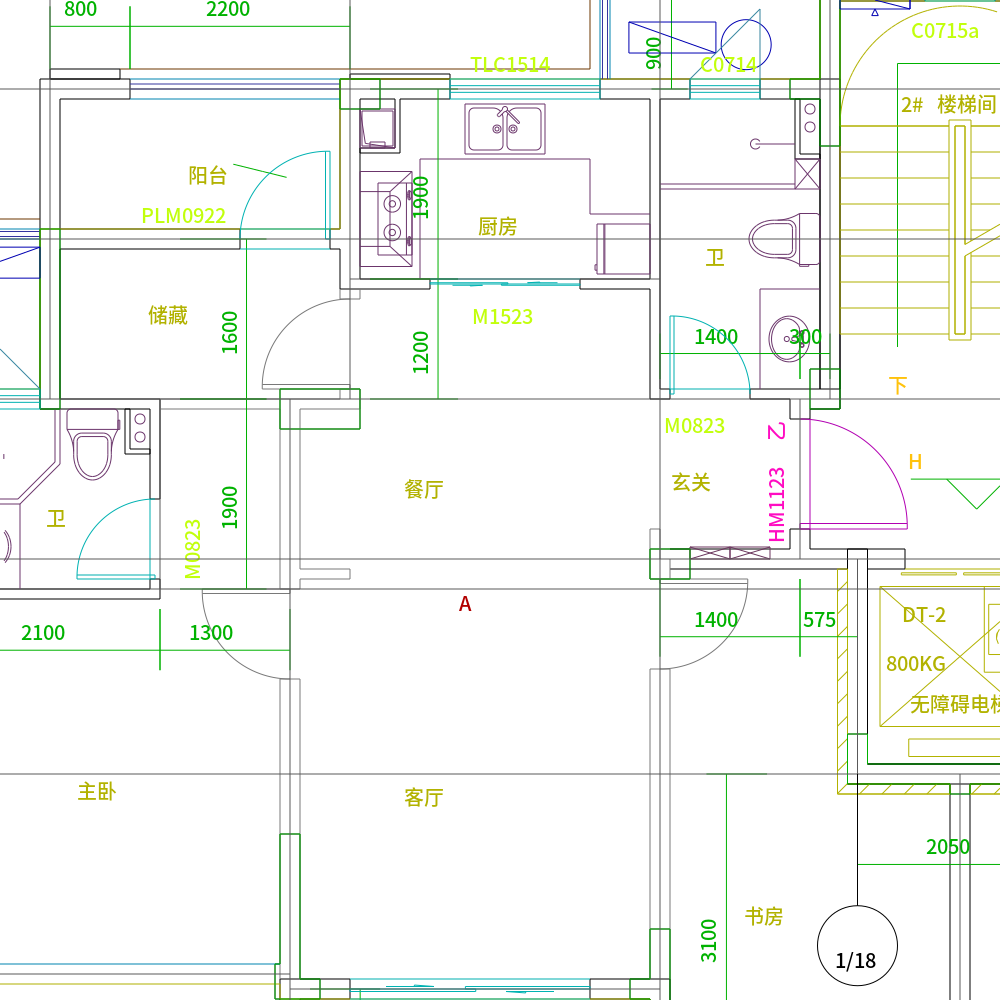 800
2200
TLC1514
900
C0714
C0715a
2# 楼梯间
阳台
PLM0922
1900
厨房
卫
储藏
1600
1200
M1523
1400
300
下
M0823
玄关
HM1123 乙
H
餐厅
卫
M0823
1900
A
2100
1300
1400
575
DT-2
800KG
无障碍电梯
主卧
客厅
2050
书房
3100
1/18